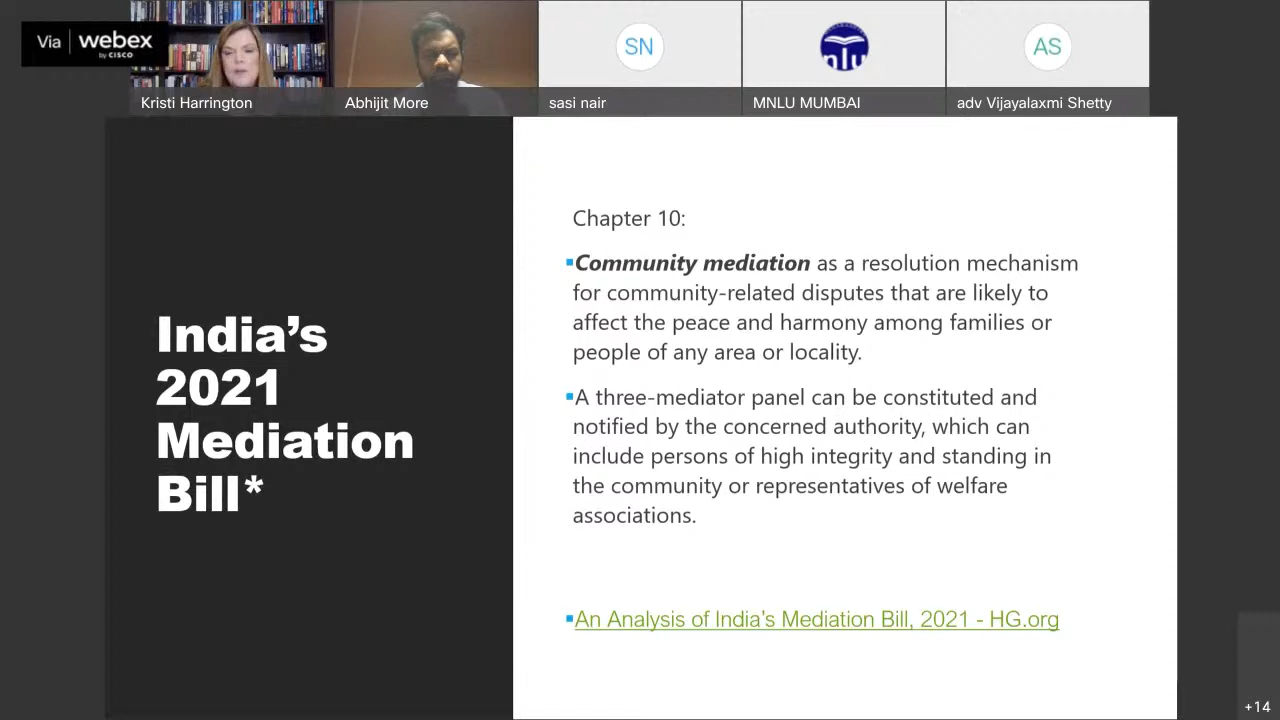 Via webex
by CISCO
SN
nlu
AS
Kristi Harrington
Abhijit More
sasi nair
MNLU MUMBAI
adv Vijayalaxmi Shetty
India’s
2021
Mediation
Bill*
Chapter 10:
Community mediation as a resolution mechanism
for community-related disputes that are likely to
affect the peace and harmony among families or
people of any area or locality.
A three-mediator panel can be constituted and
notified by the concerned authority, which can
include persons of high integrity and standing in
the community or representatives of welfare
associations.
An Analysis of India’s Mediation Bill, 2021 - HG.org
+14